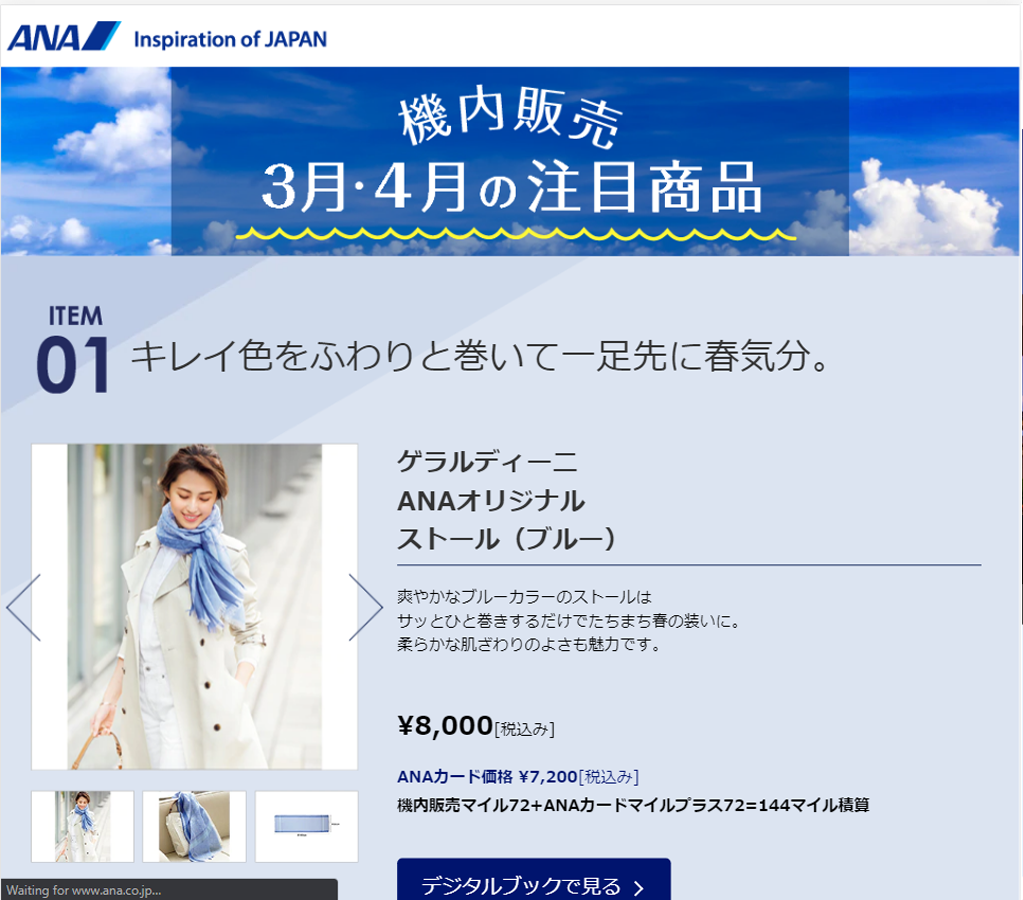 ANA Inspiration of JAPAN
機内販売
3月・4月の注目商品
ITEM
01
キレイ色をふわりと巻いて一足先に春気分。
ゲラルディーニ
ANAオリジナル
ストール（ブルー）
爽やかなブルーカラーのストールは
サッとひと巻きするだけでたちまち春の装いに。
柔らかな肌ざわりのよさも魅力です。
¥8,000[税込み]
ANAカード価格 ¥7,200[税込み]
機内販売マイル72+ANAカードマイルプラス72=144マイル積算
デジタルブックで見る
Waiting for www.ana.co.jp...